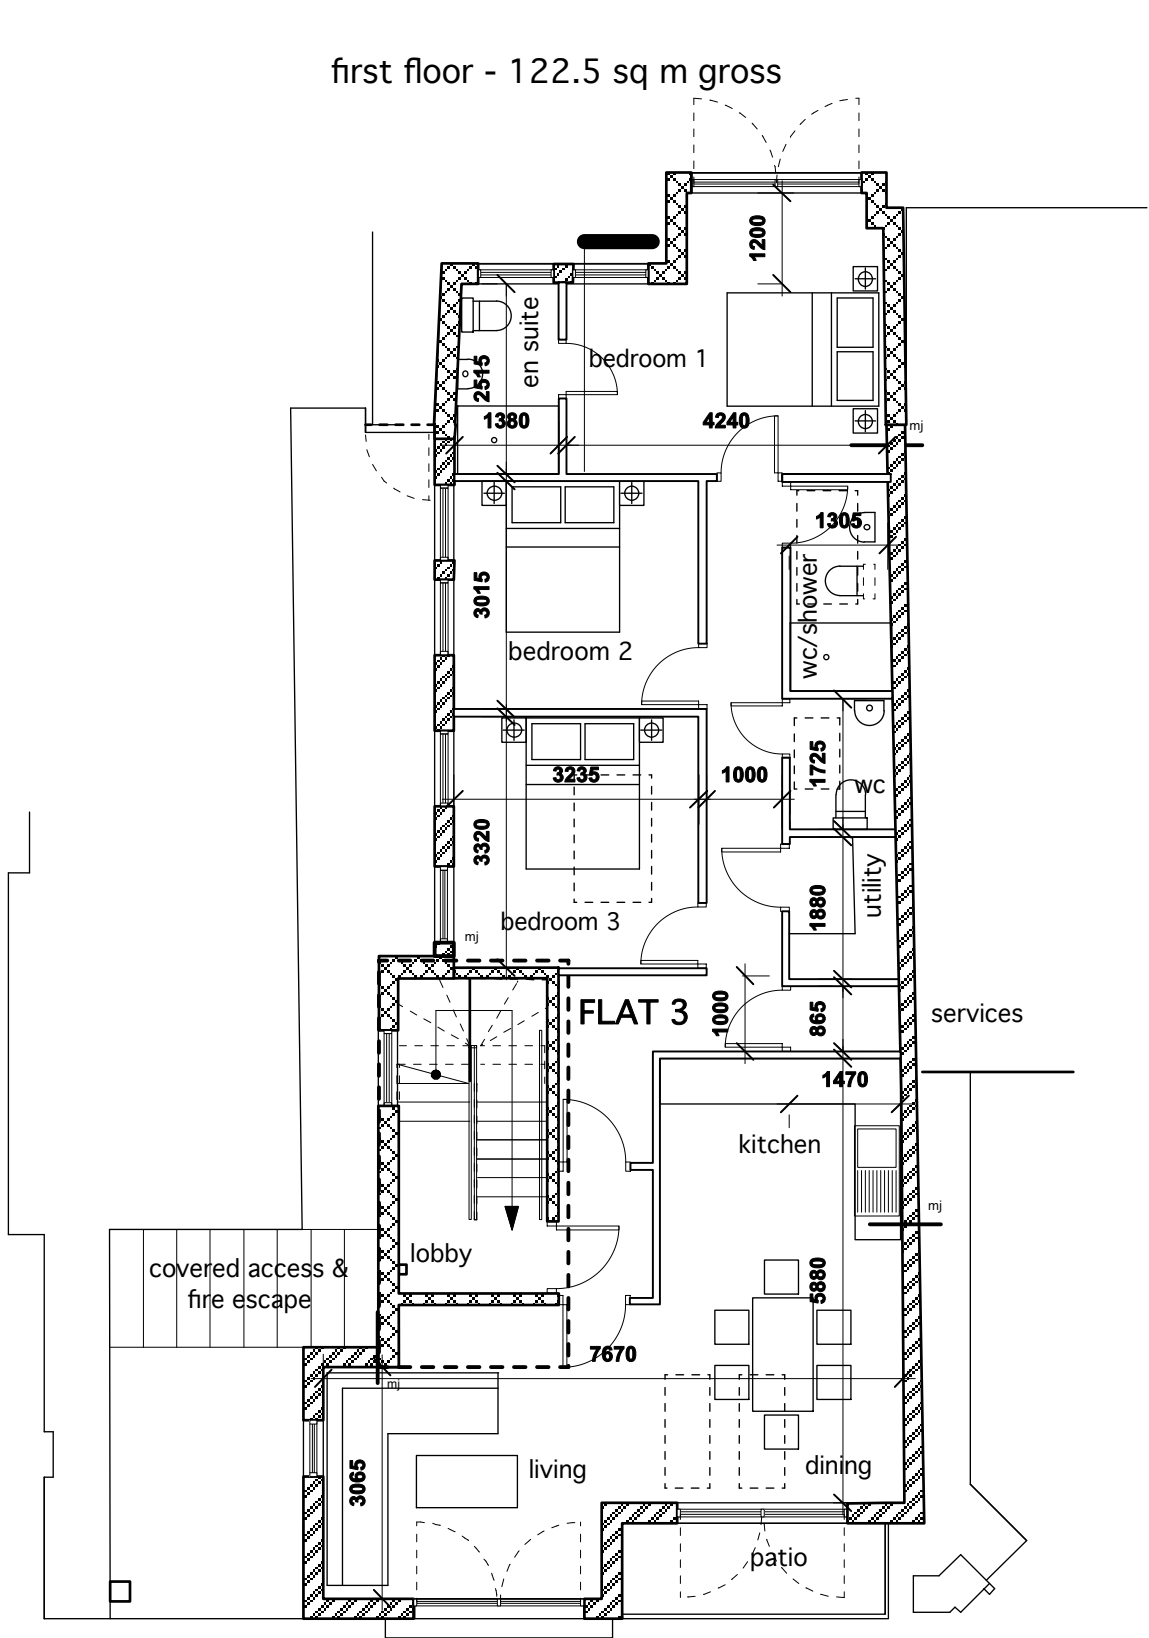 first floor - 122.5 sq m gross
1200
en suite
bedroom 1
2515
1380
4240
mj
1305
3015
wc/shower
bedroom 2
3235
1000
1725
wc
3320
utility
1880
bedroom 3
mj
FLAT 3
1000
865
services
1470
kitchen
mj
lobby
covered access &
fire escape
5880
7670
mj
living
dining
3065
patio